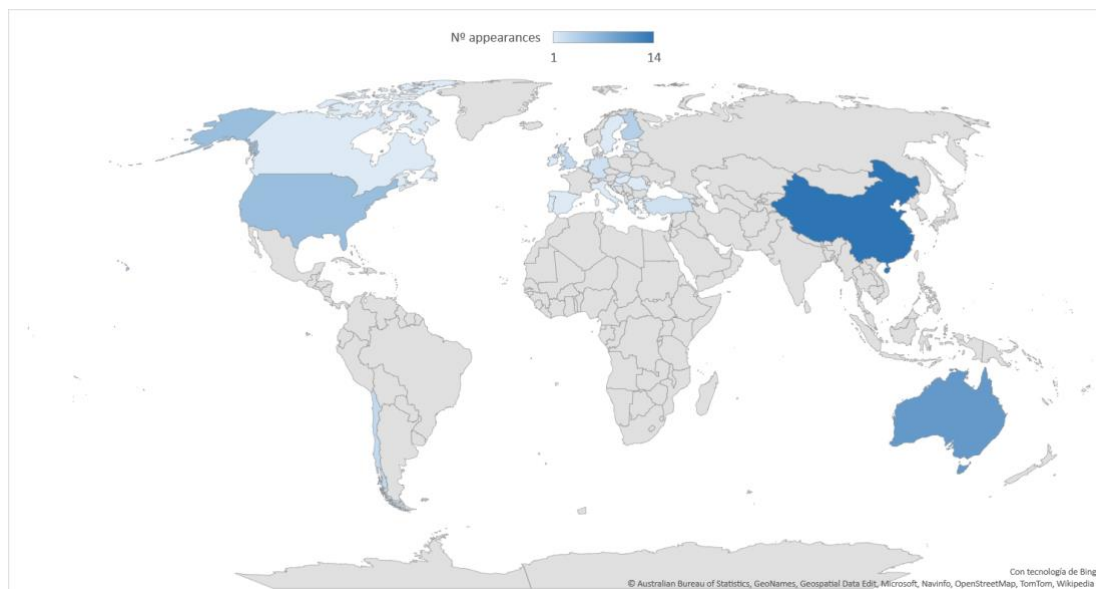 Nº appearances
1 14
Con tecnología de Bing
© Australian Bureau of Statistics, GeoNames, Geospatial Data Edit, Microsoft, Navinfo, OpenStreetMap, TomTom, Wikipedia